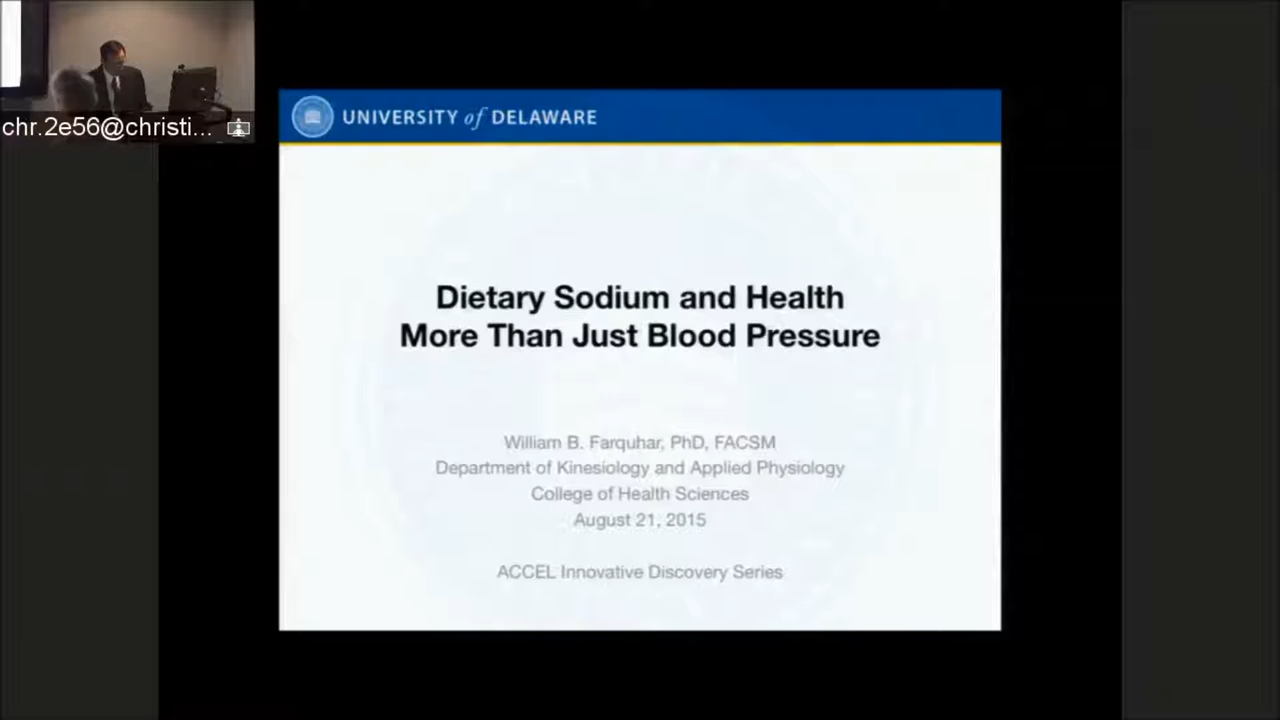 chr.2e56@christi...
UNIVERSITY of DELAWARE
Dietary Sodium and Health
More Than Just Blood Pressure
William B. Farquhar, PhD, FACSM
Department of Kinesiology and Applied Physiology
College of Health Sciences
August 21, 2015
ACCEL Innovative Discovery Series